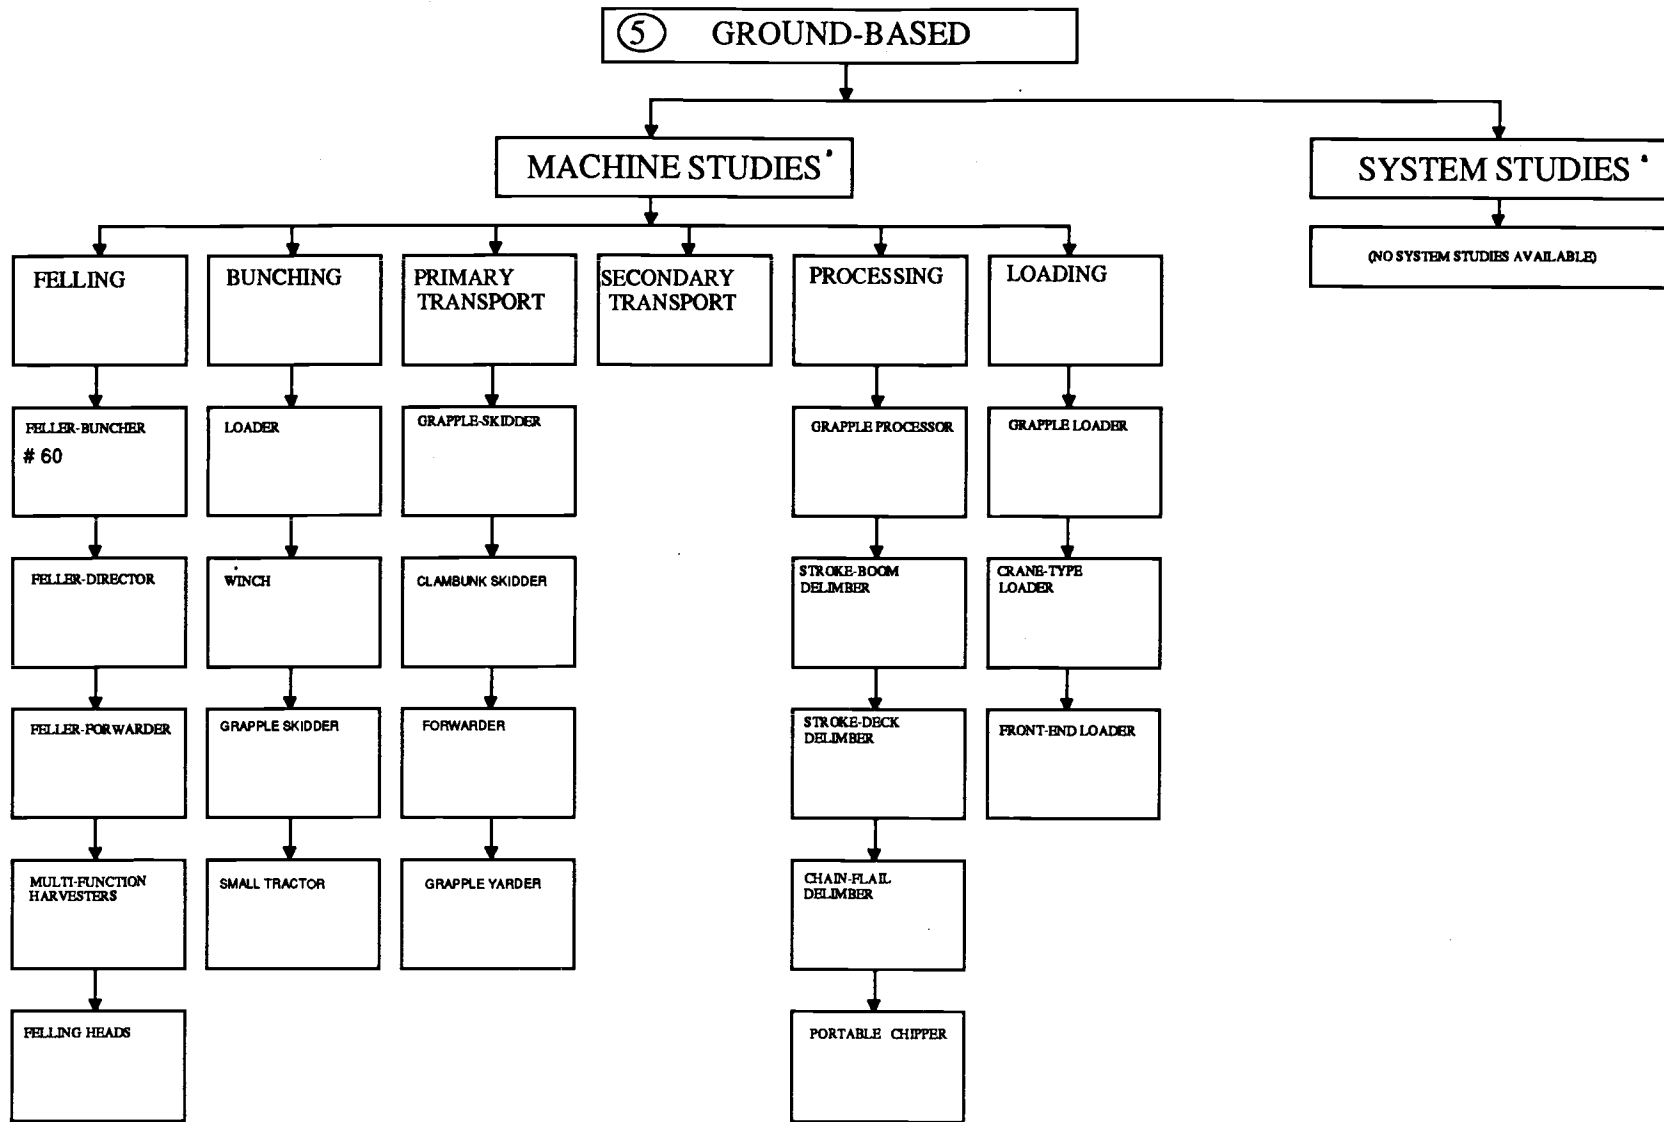 5 GROUND-BASED
MACHINE STUDIES *
SYSTEM STUDIES *
(NO SYSTEM STUDIES AVAILABLE)
FELLING
BUNCHING
PRIMARY
TRANSPORT
SECONDARY
TRANSPORT
PROCESSING
LOADING
FELLER-BUNCHER
# 60
LOADER
GRAPPLE-SKIDDER
GRAPPLE PROCESSOR
GRAPPLE LOADER
FELLER-DIRECTOR
WINCH
CLAMBUNK SKIDDER
STROKE-BOOM
DELIMBER
CRANE-TYPE
LOADER
FELLER-FORWARDER
GRAPPLE SKIDDER
FORWARDER
STROKE-DECK
DELIMBER
FRONT-END LOADER
MULTI-FUNCTION
HARVESTERS
SMALL TRACTOR
GRAPPLE YARDER
CHAIN-FLAIL
DELIMBER
FELLING HEADS
PORTABLE CHIPPER